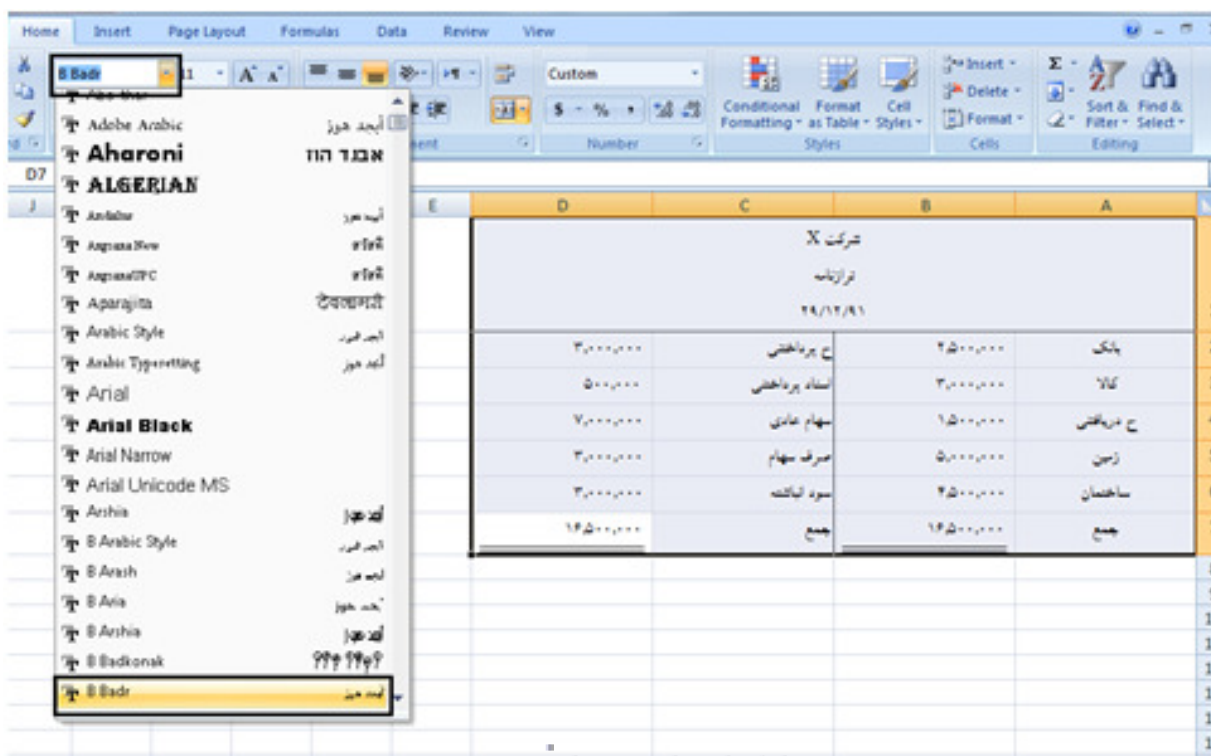 Home Insert Page Layout Formulas Data Review View
B Badr 11 Custom Insert
Conditional Formatting Format as Table Cell Styles Delete Sort & Filter Find & Select
$ % , Format
Number Styles Cells Editing
D7
J E D C B A
Adobe Arabic أبجد هوز
Aharoni אבגד הוז
ALGERIAN
Andalus أبجد هوز
Angsana New
AngsanaUPC
Aparajita देवनागरी
Arabic Style
Arabic Typesetting أبجد هوز
Arial
Arial Black
Arial Narrow
Arial Unicode MS
Arshia
B Arabic Style
B Arash
B Aria
B Arshia
B Badkonak
B Badr
شرکت X
ترازنامه
۲۹/۱۲/۹۱
بانک ۲,۵۰۰,۰۰۰ ح پرداختنی ۳,۰۰۰,۰۰۰
کالا ۳,۰۰۰,۰۰۰ اسناد پرداختنی ۵۰۰,۰۰۰
ح دریافتنی ۱,۵۰۰,۰۰۰ سهام عادی ۷,۰۰۰,۰۰۰
زمین ۵,۰۰۰,۰۰۰ صرف سهام ۳,۰۰۰,۰۰۰
ساختمان ۴,۵۰۰,۰۰۰ سود انباشته ۳,۰۰۰,۰۰۰
جمع ۱۶,۵۰۰,۰۰۰ جمع ۱۶,۵۰۰,۰۰۰